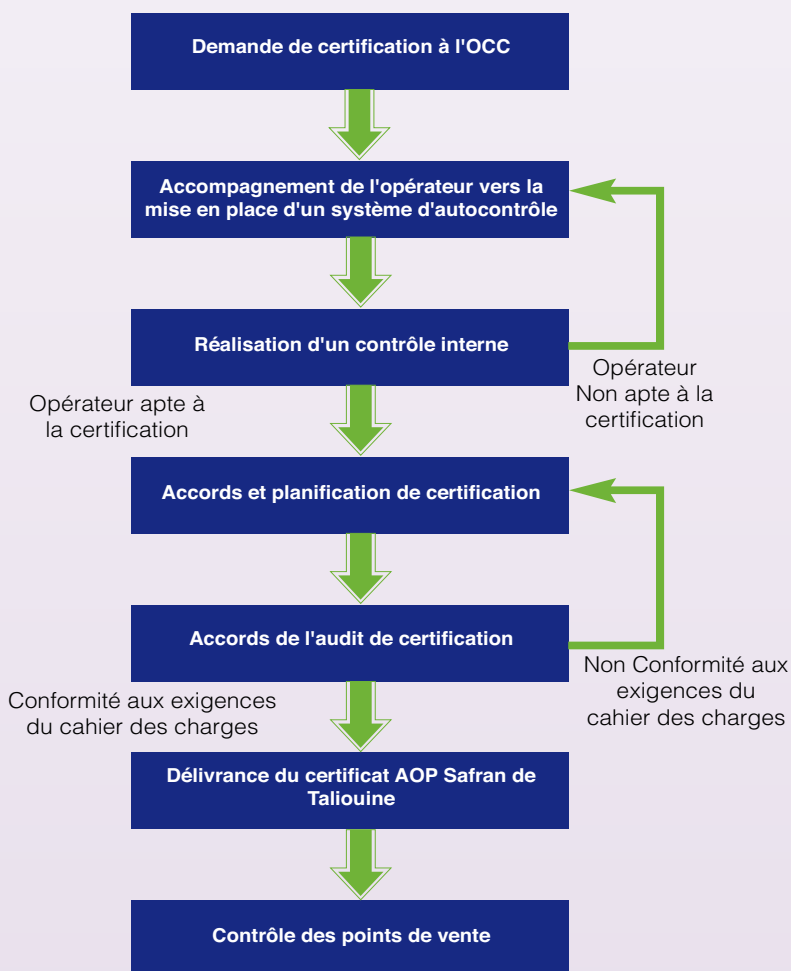 Demande de certification à l'OCC
Accompagnement de l'opérateur vers la
mise en place d'un système d'autocontrôle
Réalisation d'un contrôle interne
Opérateur
Non apte à la
certification
Opérateur apte à
la certification
Accords et planification de certification
Accords de l'audit de certification
Non Conformité aux
exigences du
cahier des charges
Conformité aux exigences
du cahier des charges
Délivrance du certificat AOP Safran de
Taliouine
Contrôle des points de vente